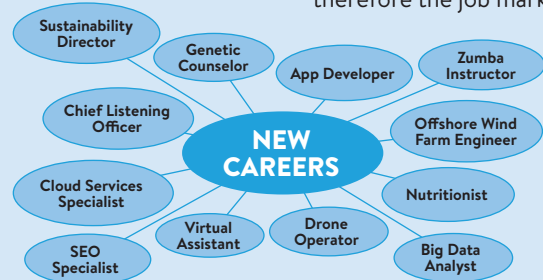 therefore the job mark
Sustainability
Director
Genetic
Counselor
App Developer
Zumba
Instructor
Chief Listening
Officer
NEW
CAREERS
Offshore Wind
Farm Engineer
Cloud Services
Specialist
Nutritionist
SEO
Specialist
Virtual
Assistant
Drone
Operator
Big Data
Analyst